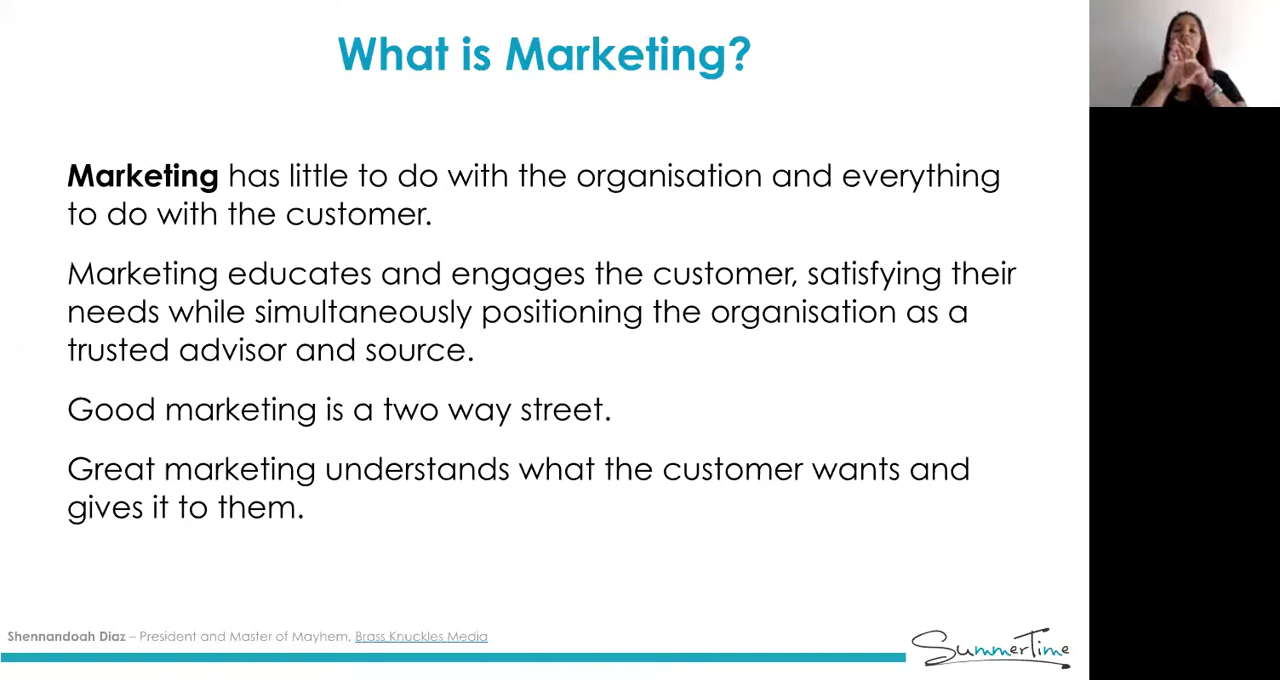 What is Marketing?
Marketing has little to do with the organisation and everything
to do with the customer.
Marketing educates and engages the customer, satisfying their
needs while simultaneously positioning the organisation as a
trusted advisor and source.
Good marketing is a two way street.
Great marketing understands what the customer wants and
gives it to them.
Shennandoah Diaz – President and Master of Mayhem, Brass Knuckles Media
SummerTime